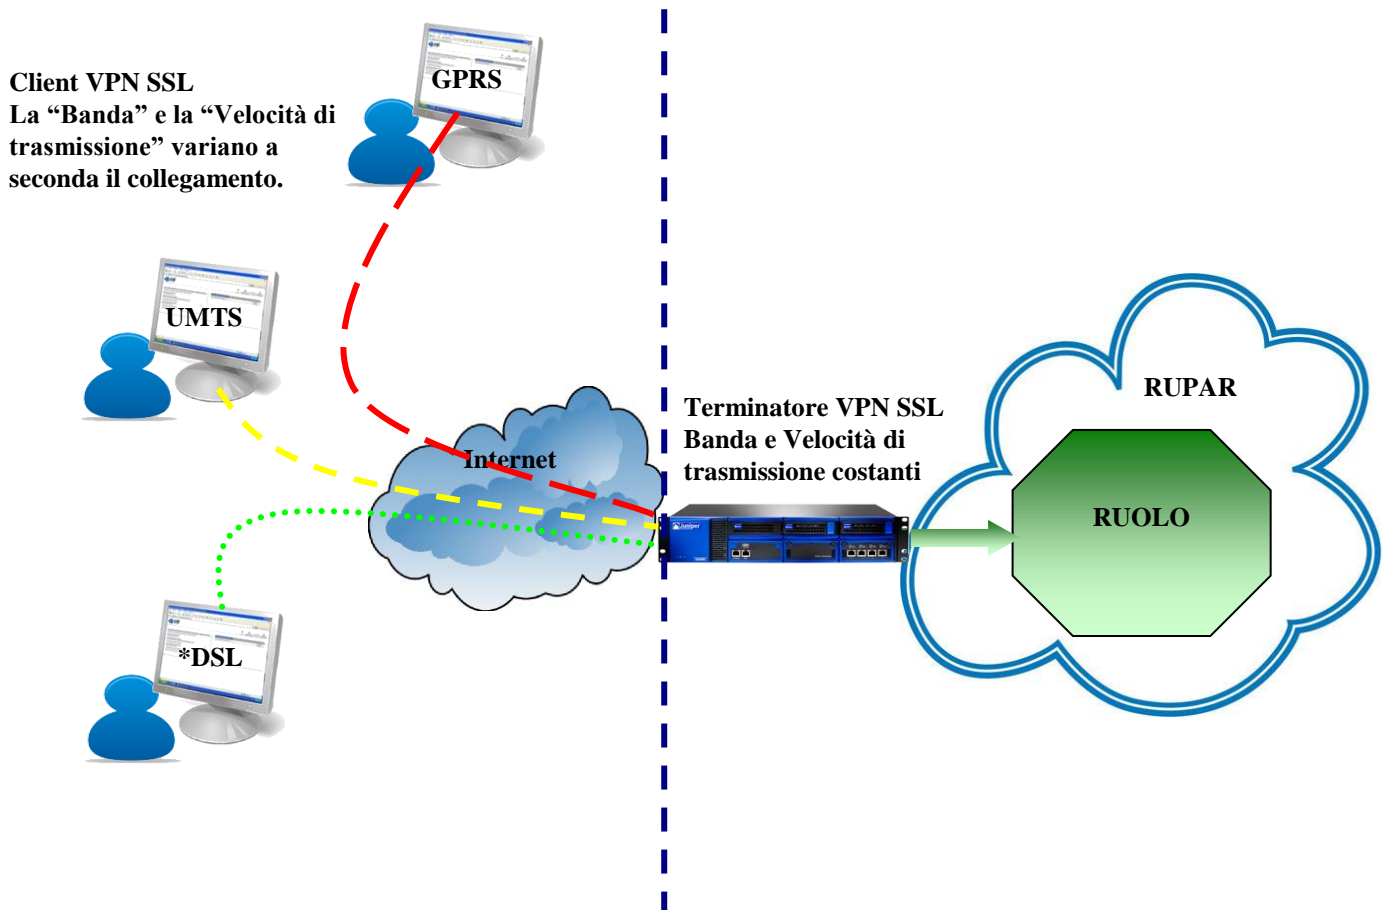 Client VPN SSL
La “Banda” e la “Velocità di
trasmissione” variano a
seconda il collegamento.
GPRS
UMTS
*DSL
Internet
Terminatore VPN SSL
Banda e Velocità di
trasmissione costanti
Juniper
RUPAR
RUOLO